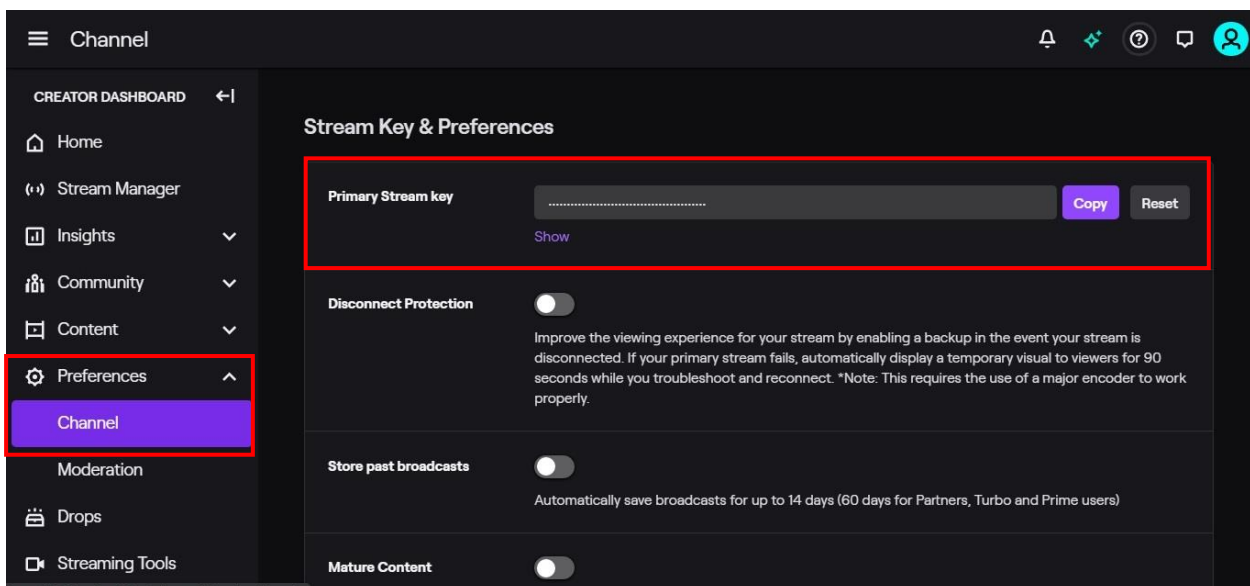 Channel
CREATOR DASHBOARD
Home
Stream Manager
Insights
Community
Content
Preferences
Channel
Moderation
Drops
Streaming Tools
Stream Key & Preferences
Primary Stream key
Copy
Reset
Show
Disconnect Protection
Improve the viewing experience for your stream by enabling a backup in the event your stream is
disconnected. If your primary stream fails, automatically display a temporary visual to viewers for 90
seconds while you troubleshoot and reconnect. *Note: This requires the use of a major encoder to work
properly.
Store past broadcasts
Automatically save broadcasts for up to 14 days (60 days for Partners, Turbo and Prime users)
Mature Content